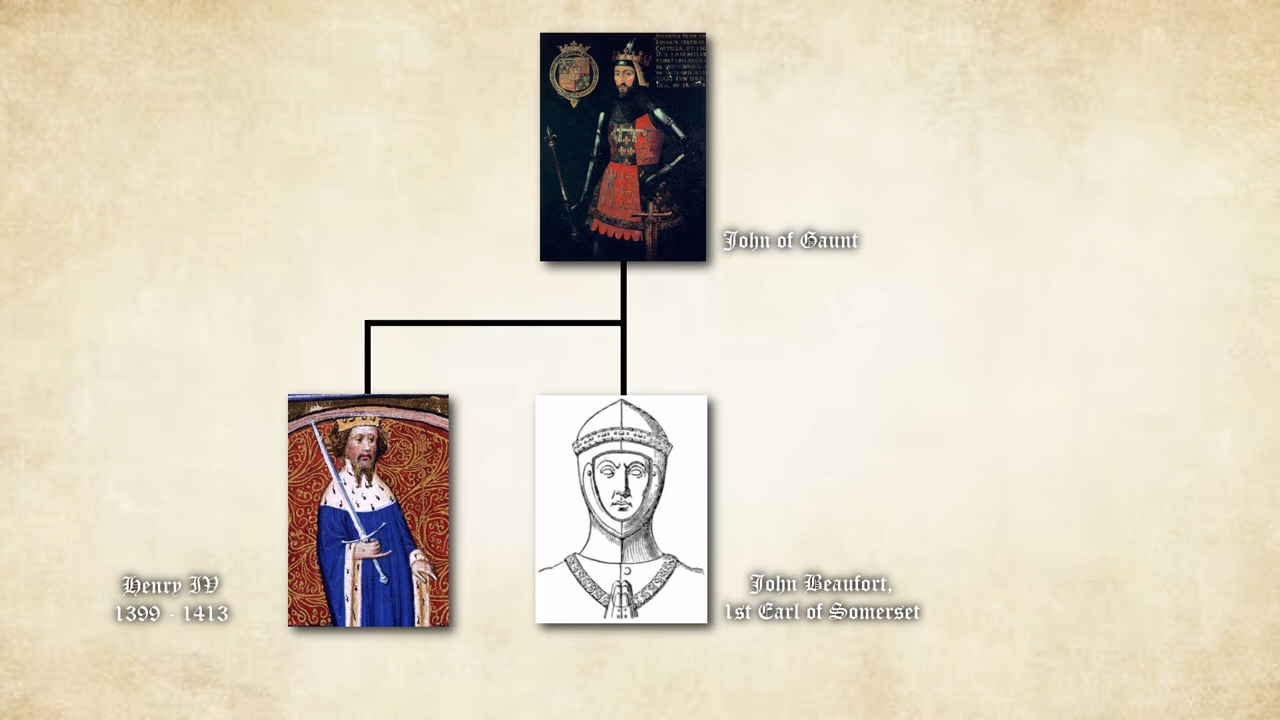 John of Gaunt
Henry IV
1399 - 1413
John Beaufort,
1st Earl of Somerset